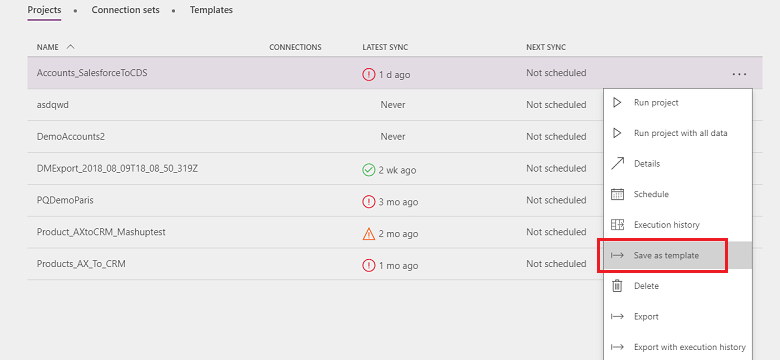 Projects • Connection sets • Templates
NAME CONNECTIONS LATEST SYNC NEXT SYNC
Accounts_SalesforceToCDS 1 d ago Not scheduled ...
asdqwd Never Not scheduled
DemoAccounts2 Never Not scheduled
DMExport_2018_08_09T18_08_50_319Z 2 wk ago Not scheduled
PQDemoParis 3 mo ago Not scheduled
Product_AXtoCRM_Mashuptest 2 mo ago Not scheduled
Products_AX_To_CRM 1 mo ago Not scheduled
Run project
Run project with all data
Details
Schedule
Execution history
Save as template
Delete
Export
Export with execution history